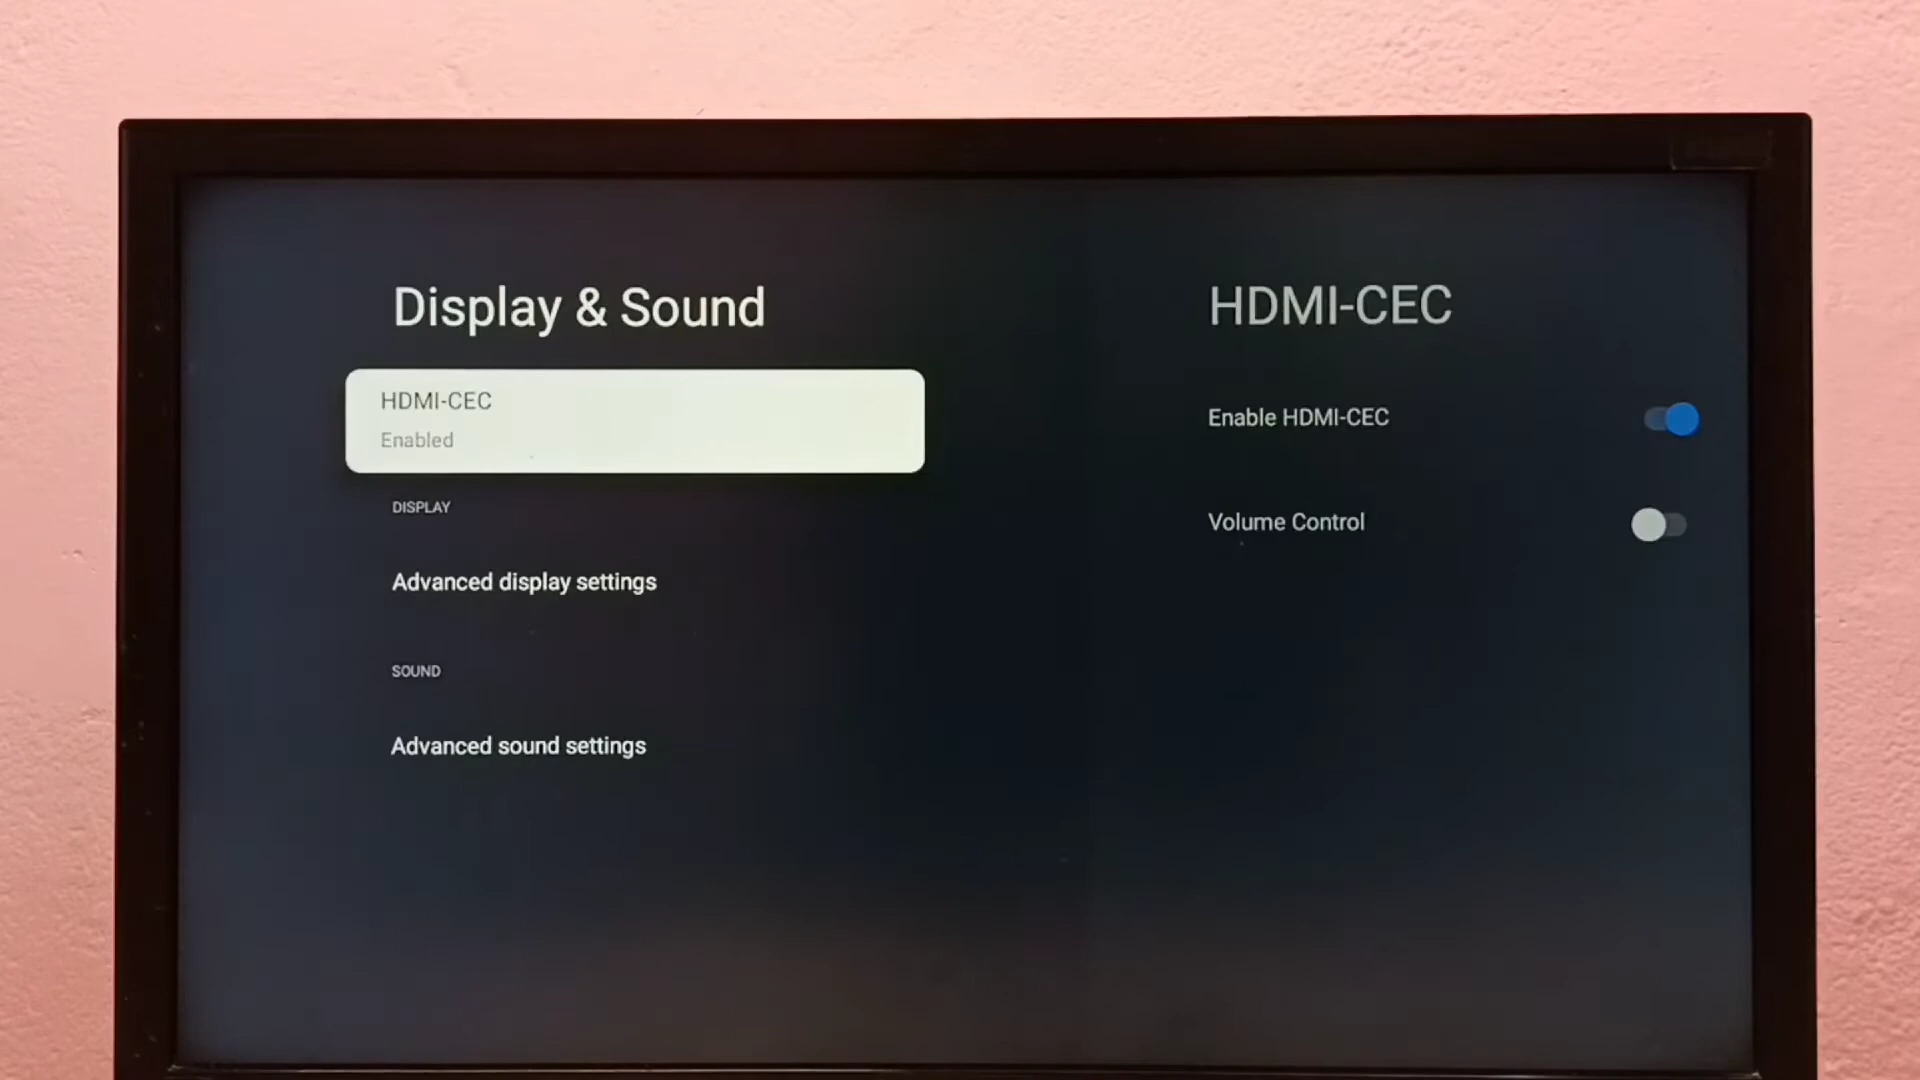 Display & Sound
HDMI-CEC
Enabled
DISPLAY
Advanced display settings
SOUND
Advanced sound settings
HDMI-CEC
Enable HDMI-CEC
Volume Control